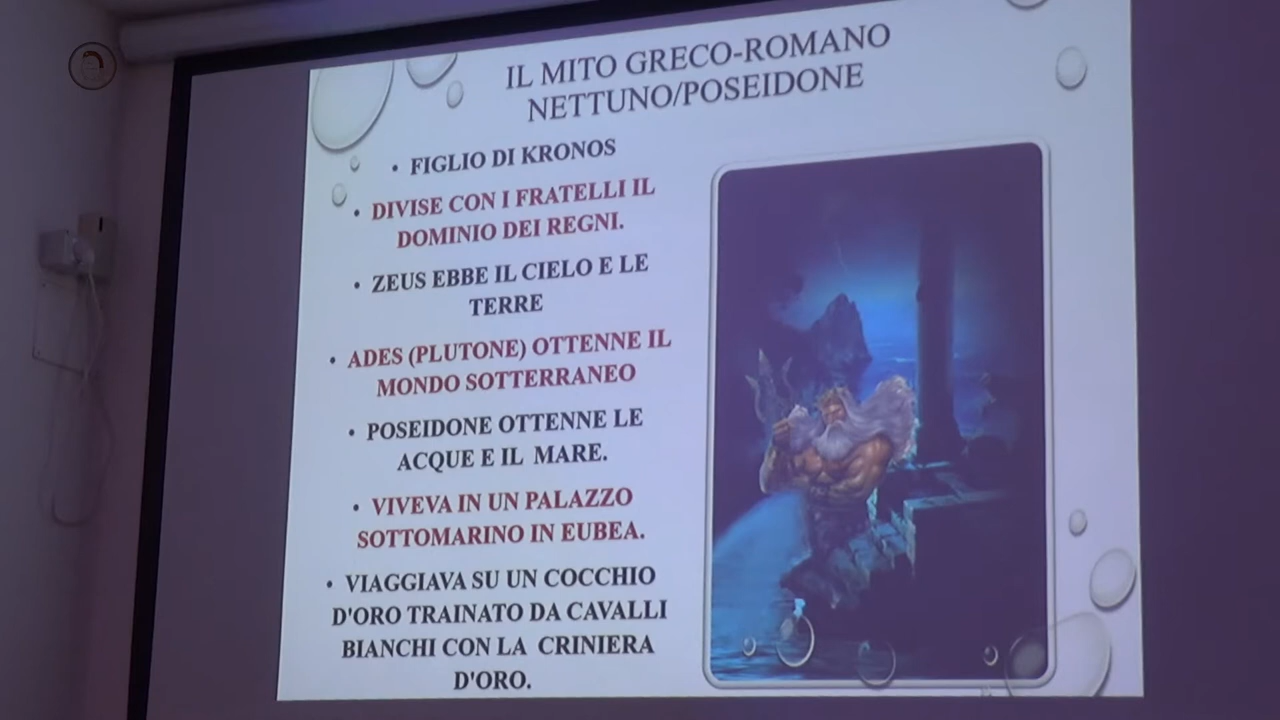 IL MITO GRECO-ROMANO
NETTUNO/POSEIDONE
• FIGLIO DI KRONOS
• DIVISE CON I FRATELLI IL
DOMINIO DEI REGNI.
• ZEUS EBBE IL CIELO E LE
TERRE
• ADES (PLUTONE) OTTENNE IL
MONDO SOTTERRANEO
• POSEIDONE OTTENNE LE
ACQUE E IL MARE.
• VIVEVA IN UN PALAZZO
SOTTOMARINO IN EUBEA.
• VIAGGIAVA SU UN COCCHIO
D'ORO TRAINATO DA CAVALLI
BIANCHI CON LA CRINIERA
D'ORO.